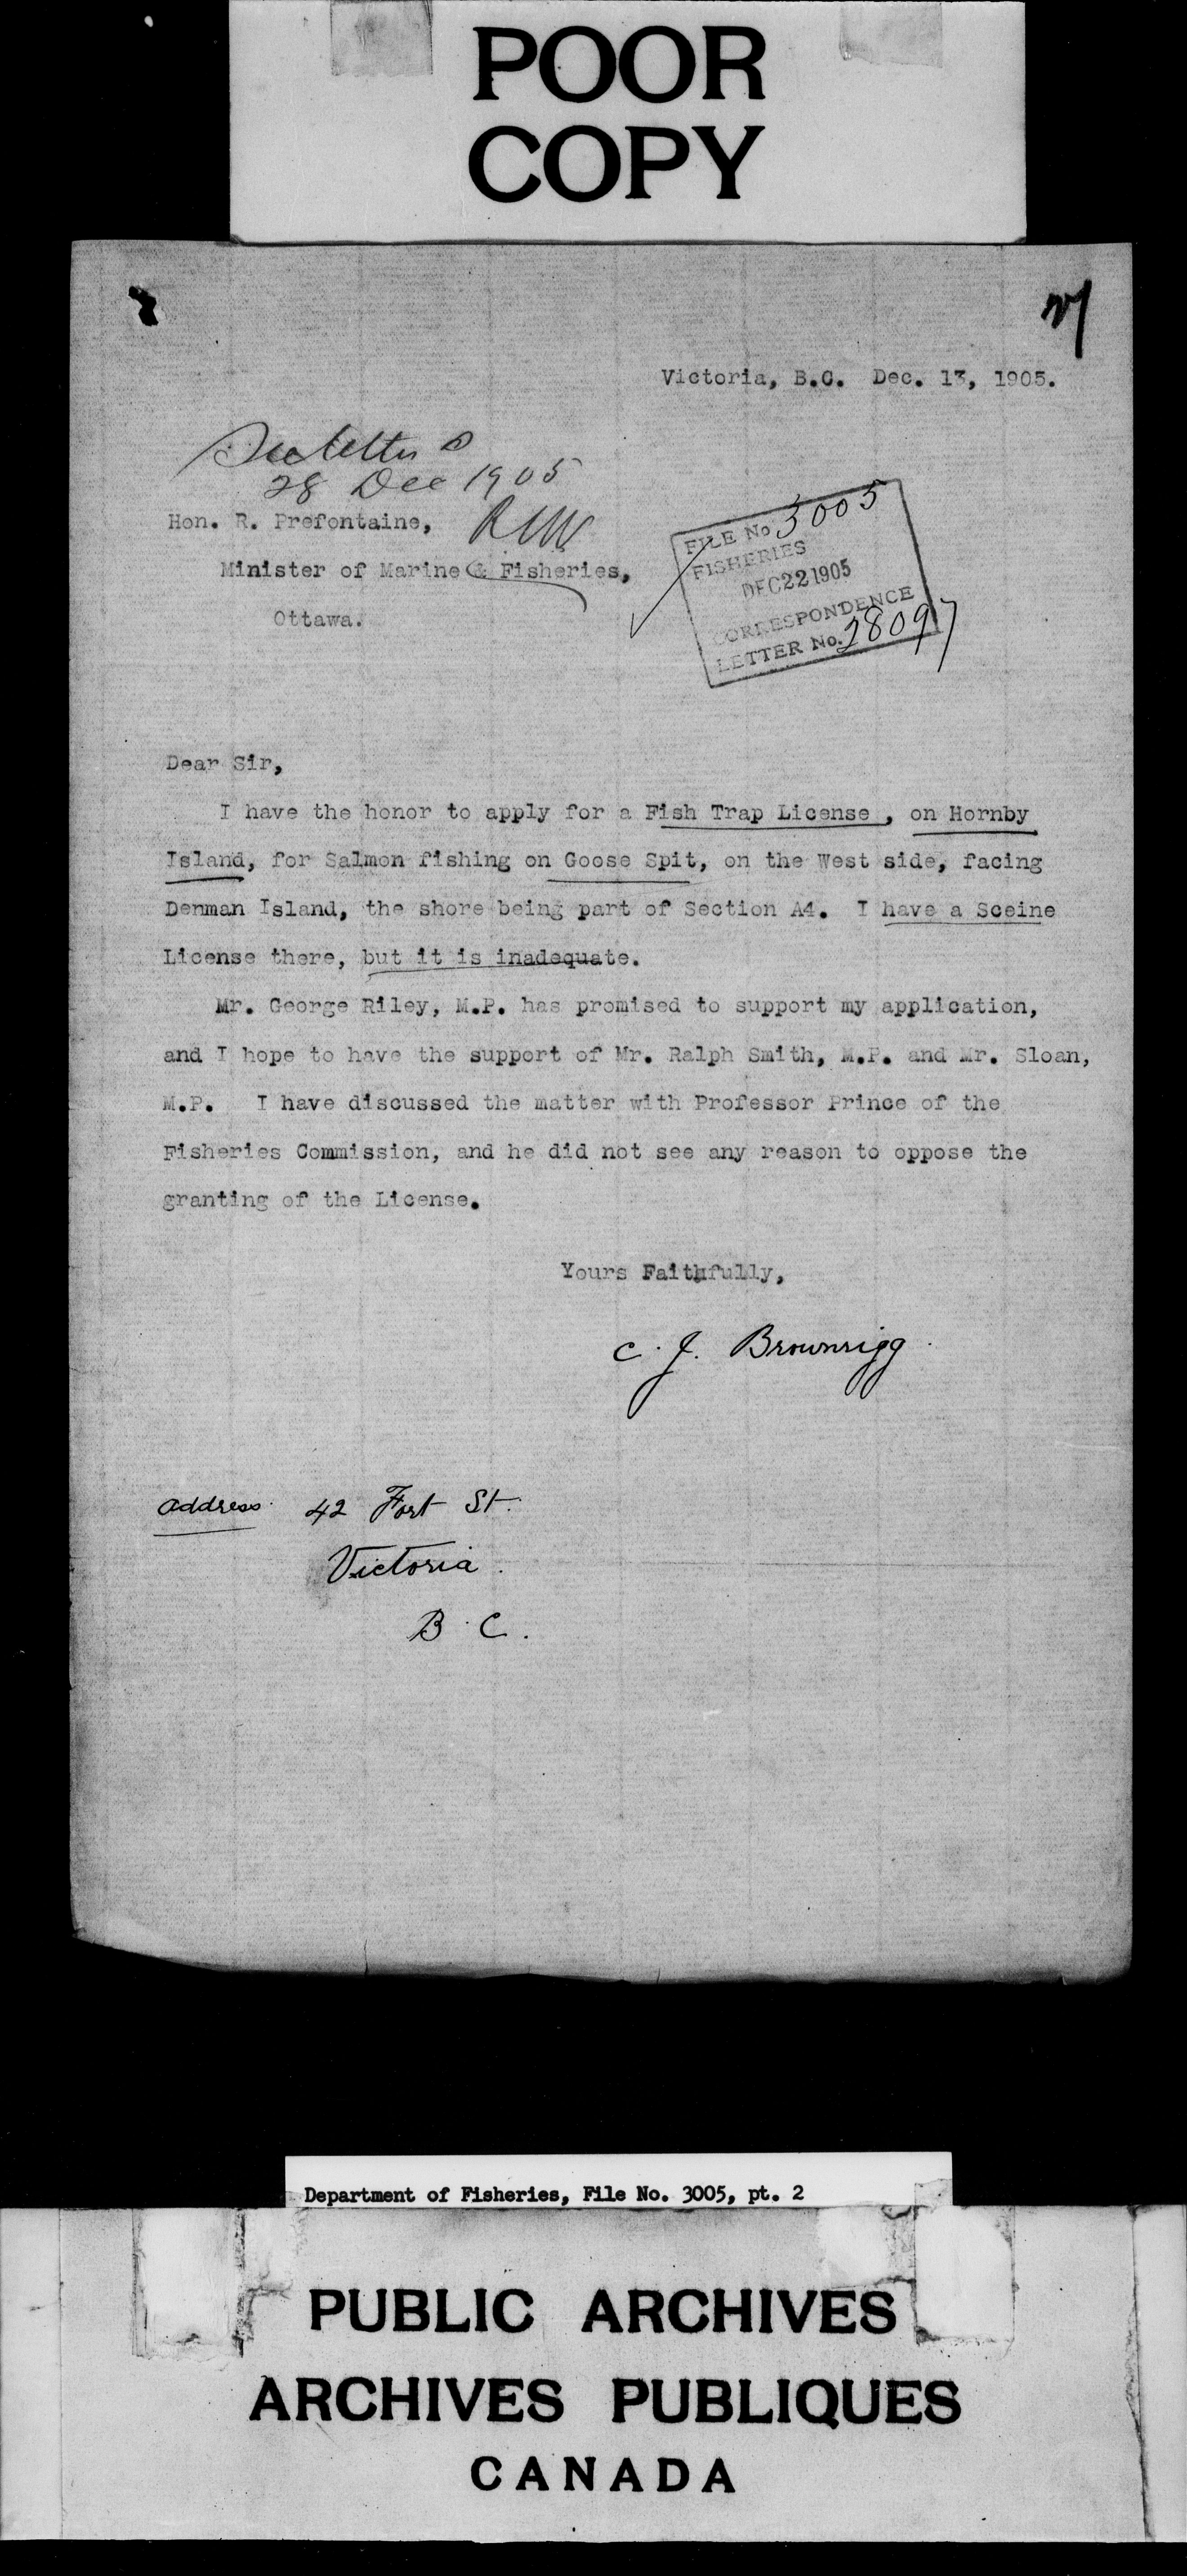 POOR
COPY
Victoria, B.C. Dec. 13, 1905.
See letter
28 Dec 1905
Hon. R. Prefontaine,
Minister of Marine & Fisheries,
Ottawa.
FILE No 3005
FISHERIES
DEC 22 1905
CORRESPONDENCE
LETTER No. 28097
Dear Sir,
I have the honor to apply for a Fish Trap License, on Hornby
Island, for Salmon fishing on Goose Spit, on the West side, facing
Denman Island, the shore being part of Section A4. I have a Sceine
License there, but it is inadequate.
Mr. George Riley, M.P. has promised to support my application,
and I hope to have the support of Mr. Ralph Smith, M.P. and Mr. Sloan,
M.P. I have discussed the matter with Professor Prince of the
Fisheries Commission, and he did not see any reason to oppose the
granting of the License.
Yours Faithfully,
C. J. Brownrigg.
address. 42 Fort St.
Victoria.
B.C.
Department of Fisheries, File No. 3005, pt. 2
PUBLIC ARCHIVES
ARCHIVES PUBLIQUES
CANADA